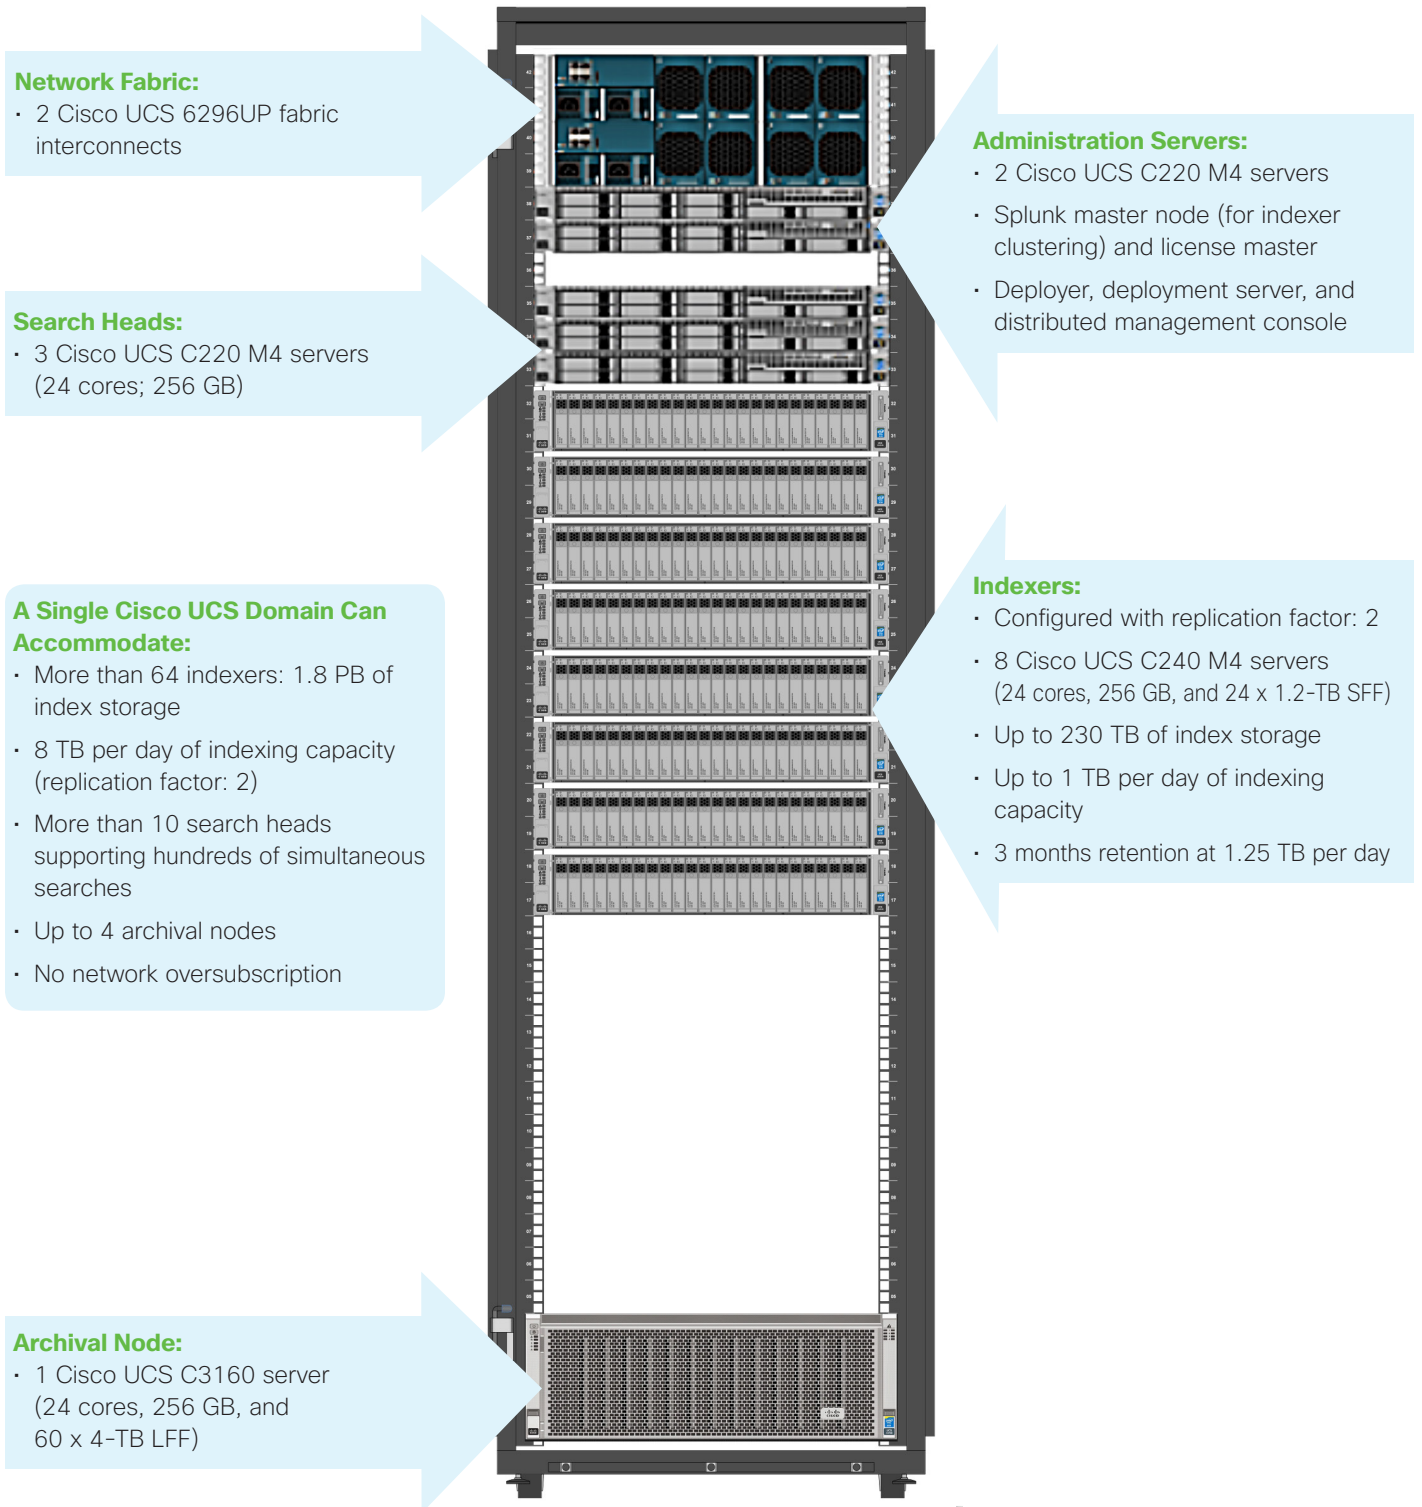 Network Fabric:
· 2 Cisco UCS 6296UP fabric
interconnects
Administration Servers:
· 2 Cisco UCS C220 M4 servers
· Splunk master node (for indexer
clustering) and license master
· Deployer, deployment server, and
distributed management console
Search Heads:
· 3 Cisco UCS C220 M4 servers
(24 cores; 256 GB)
A Single Cisco UCS Domain Can
Accommodate:
· More than 64 indexers: 1.8 PB of
index storage
· 8 TB per day of indexing capacity
(replication factor: 2)
· More than 10 search heads
supporting hundreds of simultaneous
searches
· Up to 4 archival nodes
· No network oversubscription
Indexers:
· Configured with replication factor: 2
· 8 Cisco UCS C240 M4 servers
(24 cores, 256 GB, and 24 x 1.2-TB SFF)
· Up to 230 TB of index storage
· Up to 1 TB per day of indexing
capacity
· 3 months retention at 1.25 TB per day
Archival Node:
· 1 Cisco UCS C3160 server
(24 cores, 256 GB, and
60 x 4-TB LFF)